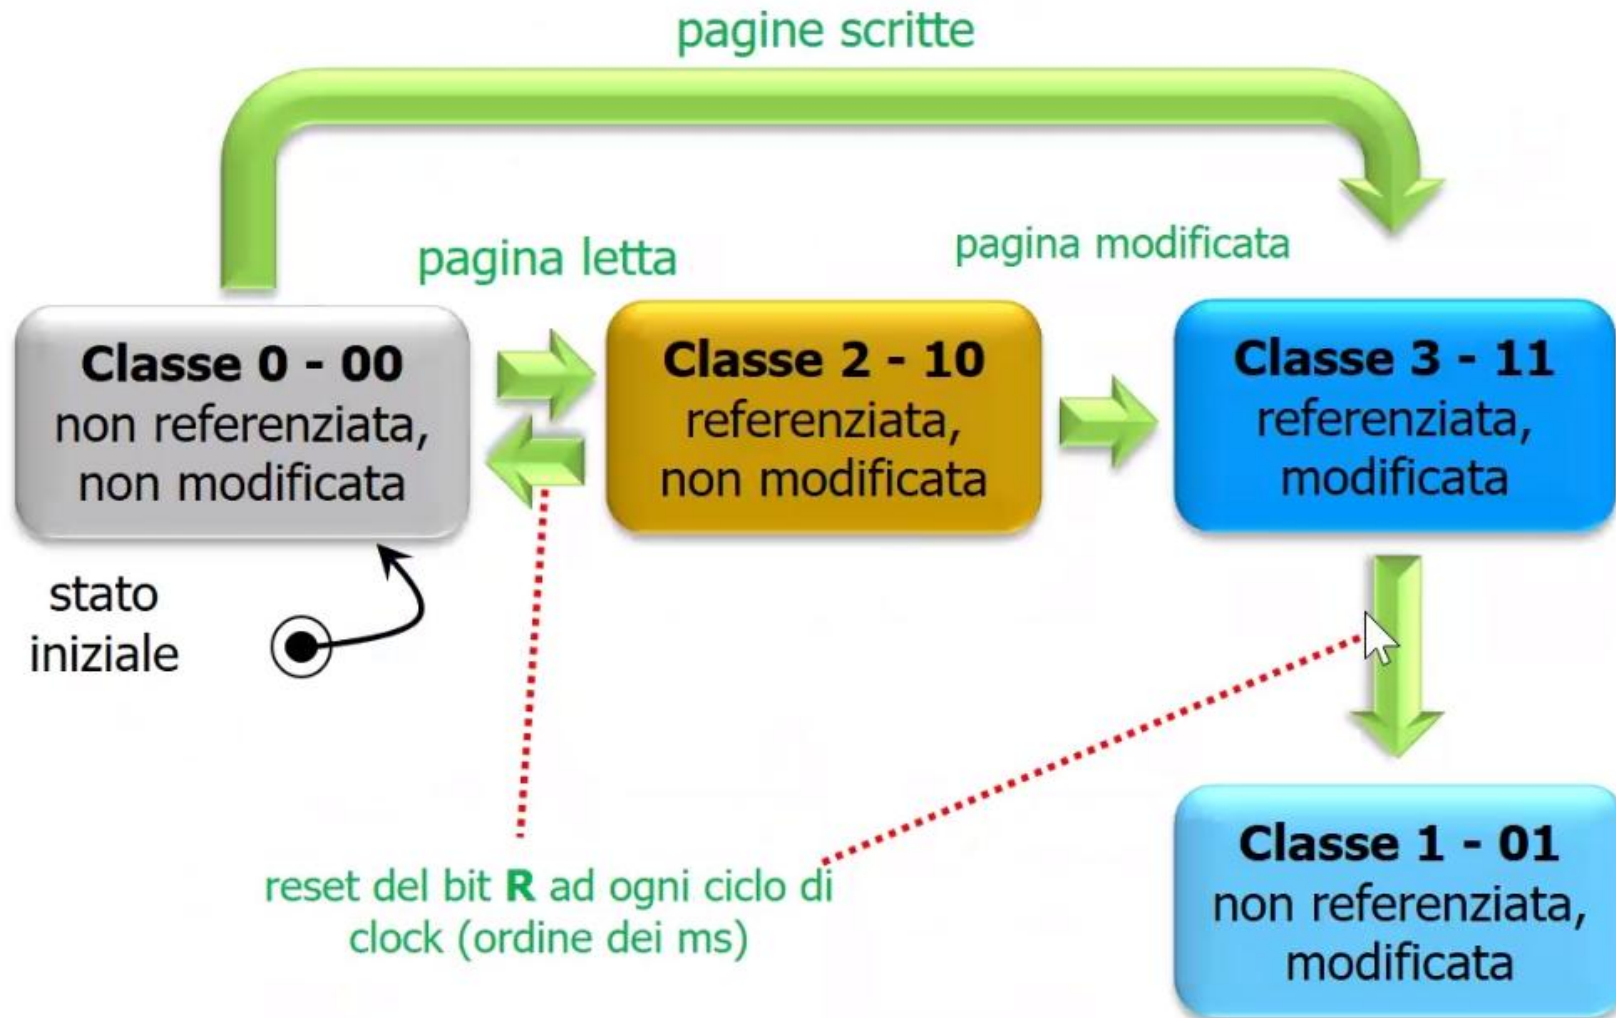 pagine scritte
pagina letta
pagina modificata
Classe 0 - 00
non referenziata,
non modificata
Classe 2 - 10
referenziata,
non modificata
Classe 3 - 11
referenziata,
modificata
stato
iniziale
reset del bit R ad ogni ciclo di
clock (ordine dei ms)
Classe 1 - 01
non referenziata,
modificata